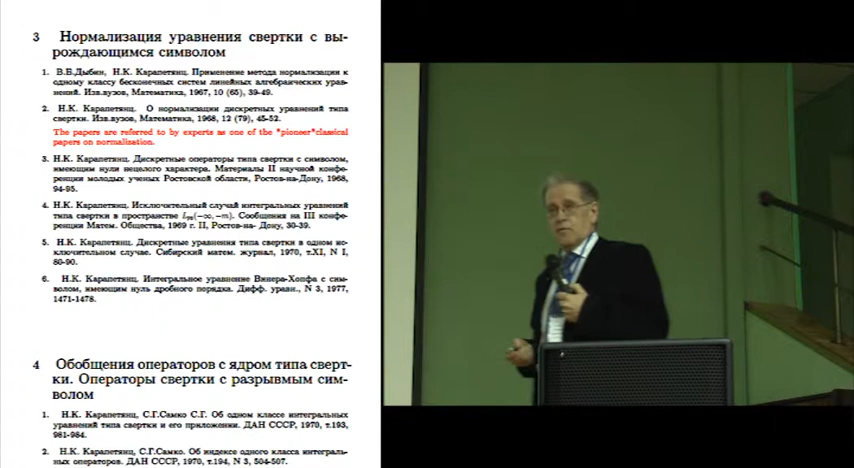 3 Нормализация уравнения свертки с вы-
рождающимся символом
1. В.Б.Дыбин, Н.К. Карапетянц. Применение метода нормализации к
одному классу бесконечных систем линейных алгебраических урав-
нений. Изв.вузов, Математика, 1967, 10 (65), 39-49.
2. Н.К. Карапетянц. О нормализации дискретных уравнений типа
свертки. Изв.вузов, Математика, 1968, 12 (79), 45-52.
The papers are referred to by experts as one of the "pioneer"classical
papers on normalization.
3. Н.К. Карапетянц. Дискретные операторы типа свертки с символом,
имеющим нули нецелого характера. Материалы II научной конфе-
ренции молодых ученых Ростовской области, Ростов-на-Дону, 1968,
94-95.
4. Н.К. Карапетянц. Исключительный случай интегральных уравнений
типа свертки в пространстве L_{∞}(−∞, −m). Сообщения на III конфе-
ренции Матем. Общества, 1969 г. II, Ростов-на- Дону, 30-39.
5. Н.К. Карапетянц. Дискретные уравнения типа свертки в одном ис-
ключительном случае. Сибирский матем. журнал, 1970, т.XI, N I,
80-90.
6. Н.К. Карапетянц. Интегральное уравнение Винера-Хопфа с сим-
волом, имеющим нуль дробного порядка. Дифф. уравн., N 3, 1977,
1471-1478.
4 Обобщения операторов с ядром типа сверт-
ки. Операторы свертки с разрывмым сим-
волом
1. Н.К. Карапетянц, С.Г.Самко С.Г. Об одном классе интегральных
уравнений типа свертки и его приложении. ДАН СССР, 1970, т.193,
981-984.
2. Н.К. Карапетянц, С.Г.Самко. Об индексе одного класса интеграль-
ных операторов. ДАН СССР, 1970, т.194, N 3, 504-507.